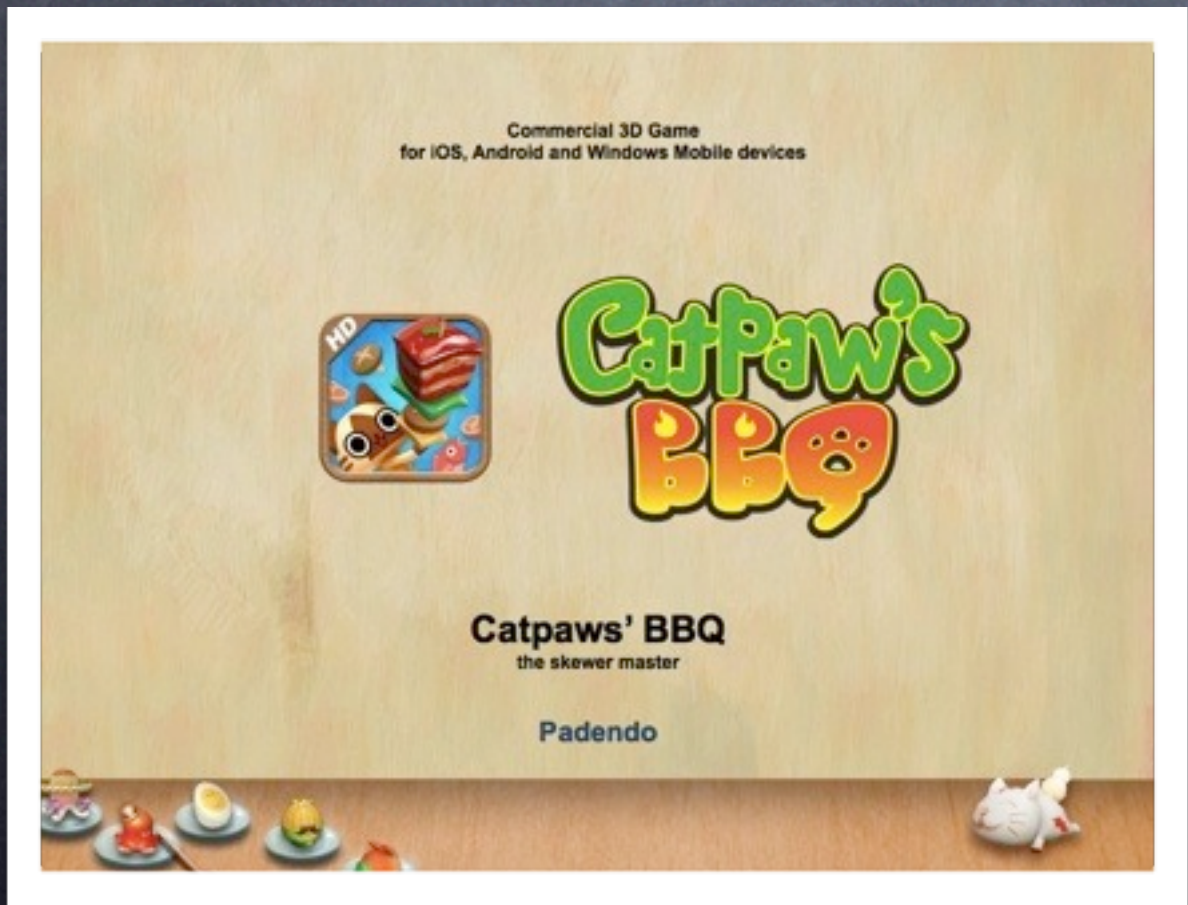 Commercial 3D Game
for iOS, Android and Windows Mobile devices
HD
Catpaw's
BBQ
Catpaws' BBQ
the skewer master
Padendo